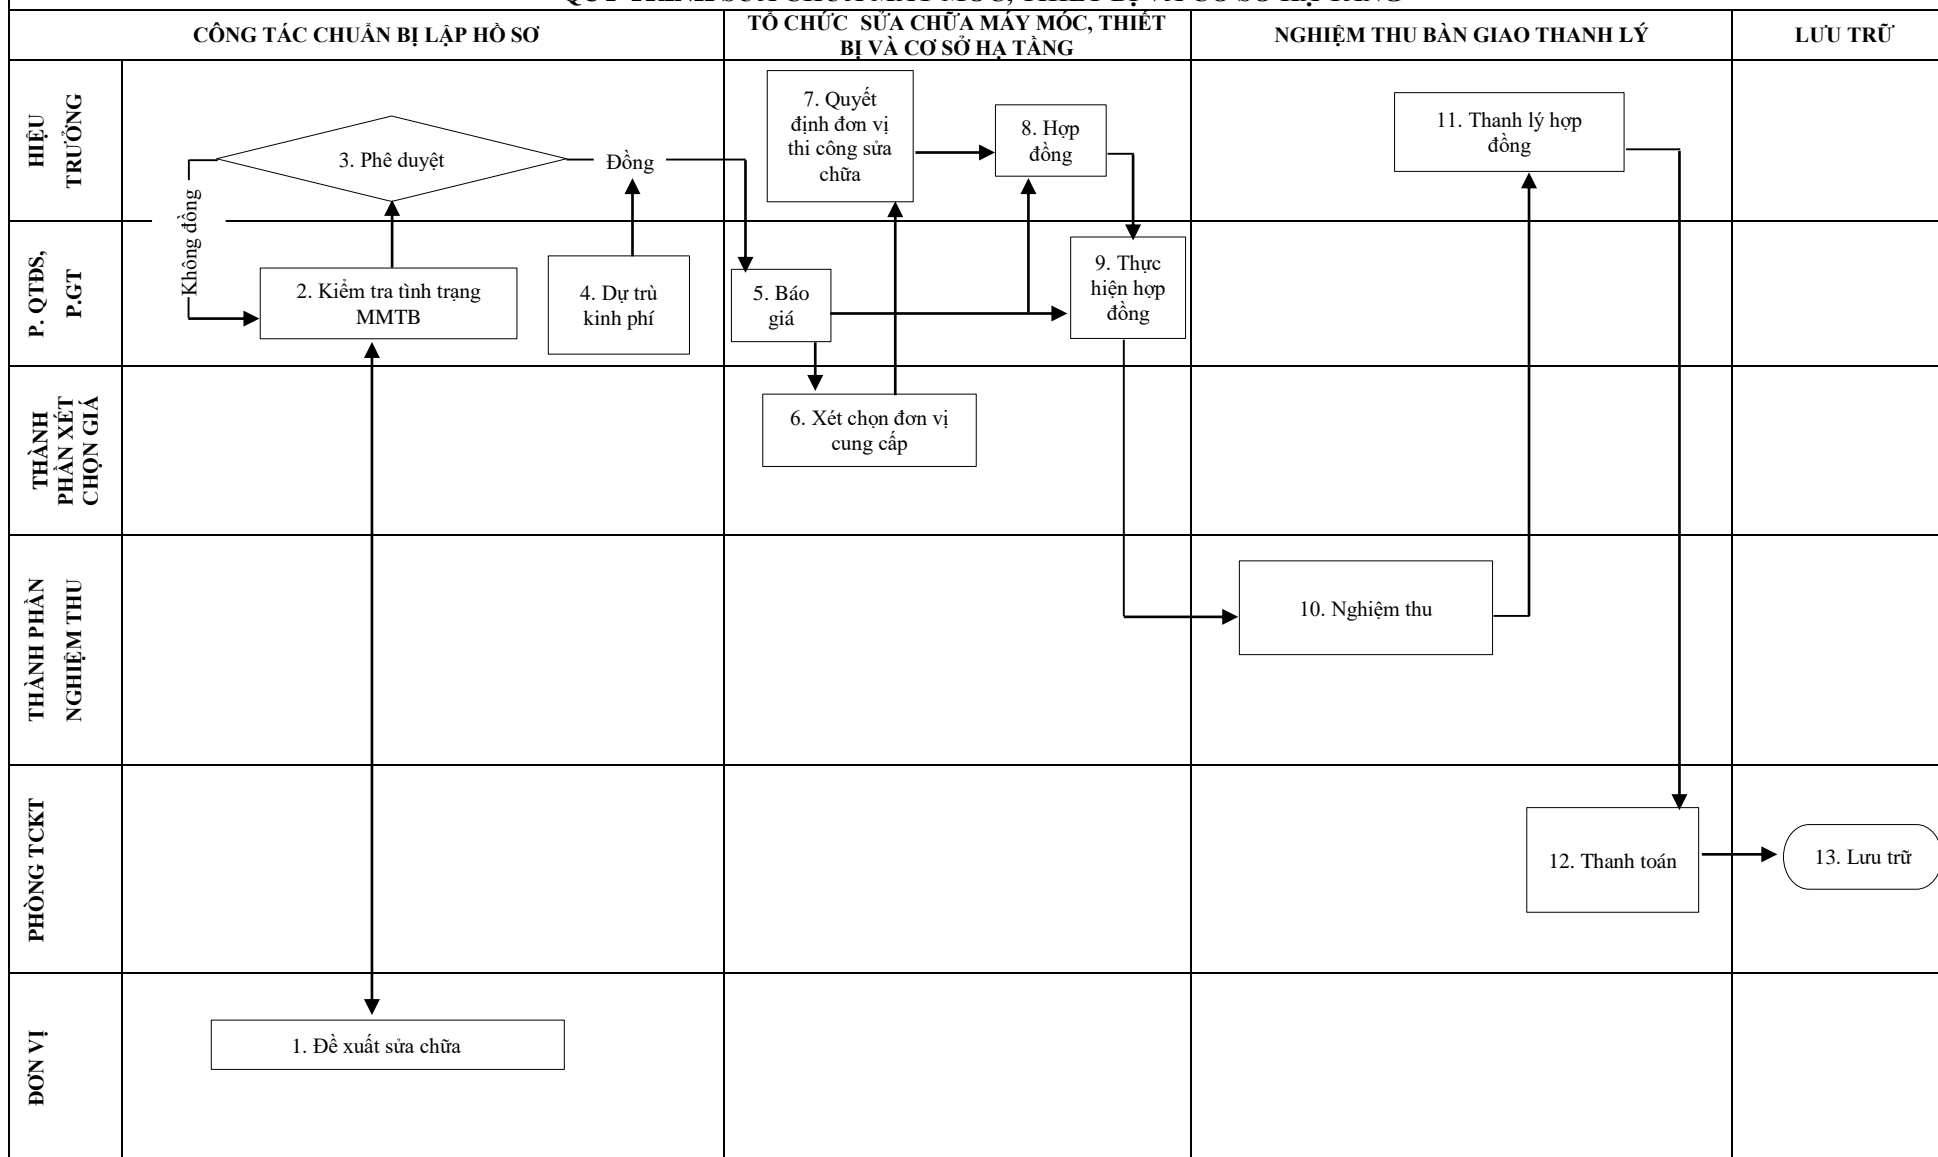 CÔNG TÁC CHUẨN BỊ LẬP HỒ SƠ
TỔ CHỨC SỬA CHỮA MÁY MÓC, THIẾT
BỊ VÀ CƠ SỞ HẠ TẦNG
NGHIỆM THU BÀN GIAO THANH LÝ
LƯU TRỮ
HIỆU
TRƯỞNG
3. Phê duyệt
Đồng
Không đồng
7. Quyết
định đơn vị
thi công sửa
chữa
8. Hợp
đồng
11. Thanh lý hợp
đồng
P. QTĐS,
P.GT
2. Kiểm tra tình trạng
MMTB
4. Dự trù
kinh phí
5. Báo
giá
9. Thực
hiện hợp
đồng
THÀNH
PHẦN XÉT
CHỌN GIÁ
6. Xét chọn đơn vị
cung cấp
THÀNH PHẦN
NGHIỆM THU
10. Nghiệm thu
PHÒNG TCKT
12. Thanh toán
13. Lưu trữ
ĐƠN VỊ
1. Đề xuất sửa chữa